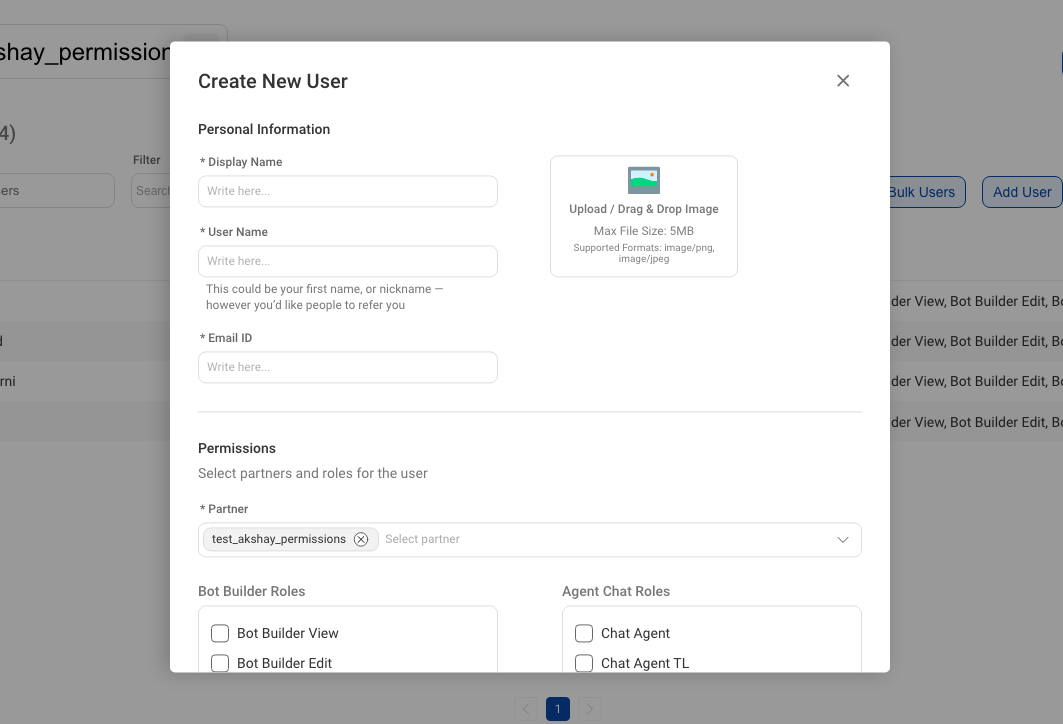 shay_permission
Create New User
Personal Information
4)
Filter
* Display Name
ers
Search
Write here...
Upload / Drag & Drop Image
Max File Size: 5MB
Supported Formats: image/png,
image/jpeg
Bulk Users
Add User
* User Name
Write here...
This could be your first name, or nickname —
however you'd like people to refer you
* Email ID
Write here...
der View, Bot Builder Edit, Bo
d
der View, Bot Builder Edit, Bo
rni
der View, Bot Builder Edit, Bo
der View, Bot Builder Edit, Bo
Permissions
Select partners and roles for the user
* Partner
test_akshay_permissions
Select partner
Bot Builder Roles
Agent Chat Roles
Bot Builder View
Chat Agent
Bot Builder Edit
Chat Agent TL
1